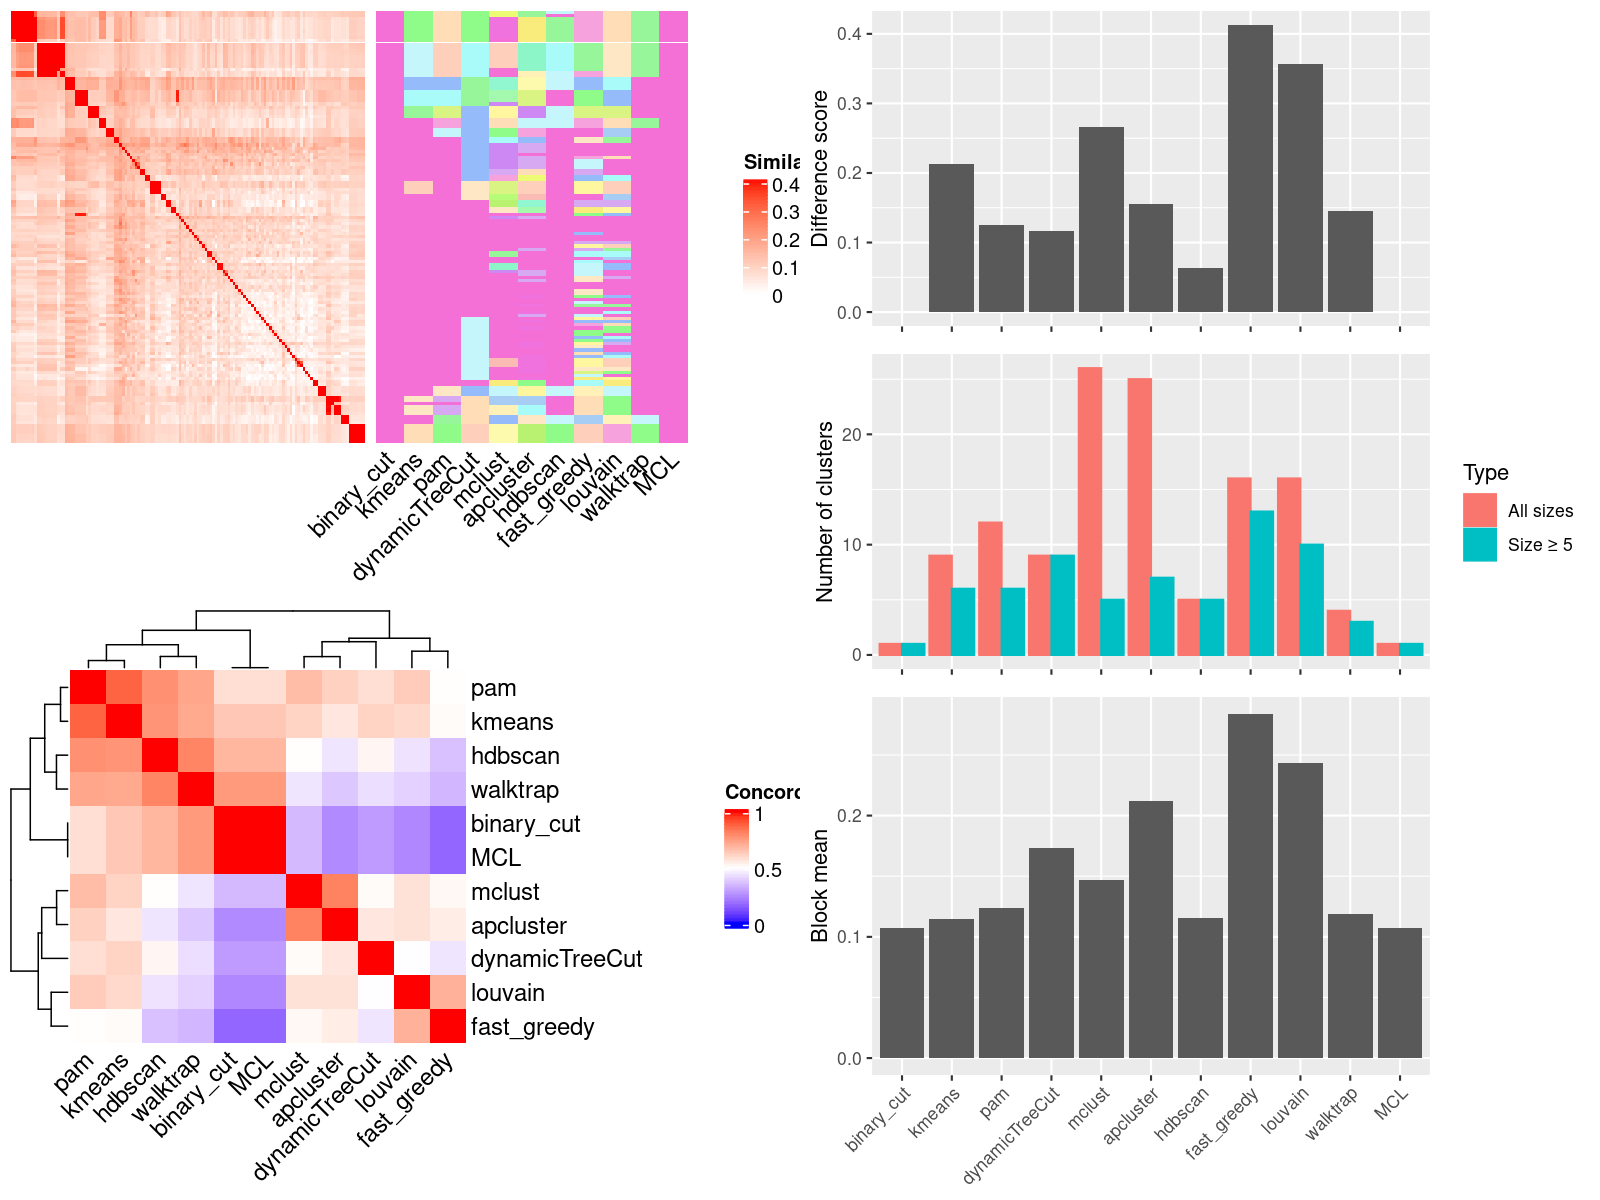 Simila
0.4
0.3
0.2
0.1
0
binary_cut
kmeans
pam
dynamicTreeCut
mclust
apcluster
hdbscan
fast_greedy
louvain
walktrap
MCL
pam
kmeans
hdbscan
walktrap
binary_cut
MCL
mclust
apcluster
dynamicTreeCut
louvain
fast_greedy
pam
kmeans
hdbscan
walktrap
binary_cut
MCL
mclust
apcluster
dynamicTreeCut
louvain
fast_greedy
Concord
1
0.5
0
Difference score
0.4
0.3
0.2
0.1
0.0
Number of clusters
20
10
0
Type
All sizes
Size ≥ 5
Block mean
0.2
0.1
0.0
binary_cut
kmeans
pam
dynamicTreeCut
mclust
apcluster
hdbscan
fast_greedy
louvain
walktrap
MCL